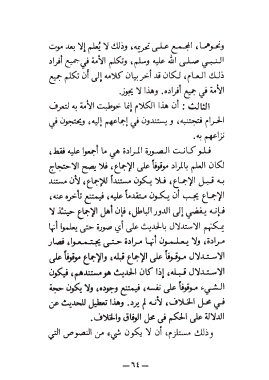 ونحوهما، المجمع على تحريمه، وذلك لا يُعلم إلا بعد موت
النبي صلى الله عليه وسلم، وتكلم الأمة في جميع أفراد
ذلك العام، لكان قد أخر بيان كلامه إلى أن تكلم جميع
الأمة في جميع أفراده. وهذا لا يجوز.
الثالث: أن هذا الكلام إنما خوطبت الأمة به لتعرف
الحرام فتجتنبه، ويستندون في إجماعهم إليه، ويحتجون في
نزاعهم به.
فلو كانت الصورة المرادة هي ما أجمعوا عليه فقط،
لكان العلم بالمراد موقوفاً على الإجماع، فلا يصح الاحتجاج
به قبل الإجماع، فلا يكون مستنداً للإجماع، لأن مستند
الإجماع يجب أن يكون متقدماً عليه، فيمتنع تأخره عنه،
فإنه يفضي إلى الدور الباطل، فإن أهل الإجماع حينئذ لا
يمكنهم الاستدلال بالحديث على أي صورة حتى يعلموا أنها
مرادة، ولا يعلمون أنها مرادة حتى يجتمعوا، فصار
الاستدلال موقوفاً على الإجماع قبله، والإجماع موقوفاً على
الاستدلال قبله، إذا كان الحديث هو مستندهم، فيكون
الشيء موقوفاً على نفسه، فيمتنع وجوده، ولا يكون حجة
في محل الخلاف، لأنه لم يرد. وهذا تعطيل للحديث عن
الدلالة على الحكم في محل الوفاق والخلاف.
وذلك مستلزم، أن لا يكون شيء من النصوص التي
— ٦٤ —